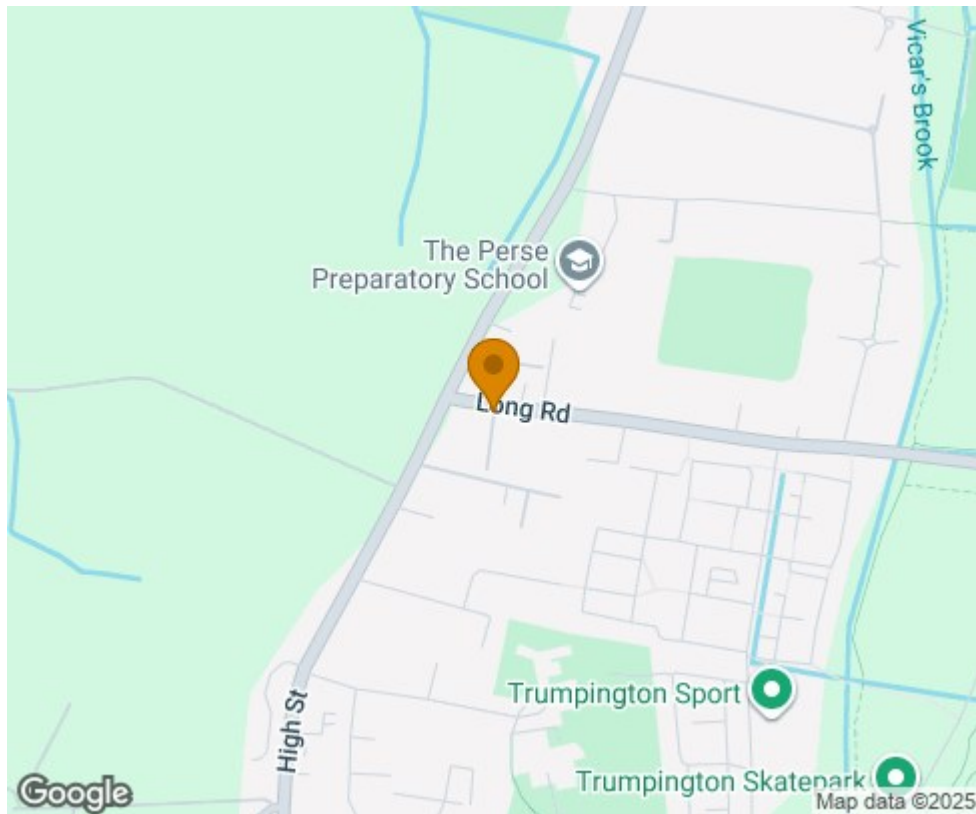 Vicar's Brook
The Perse
Preparatory School
Long Rd
Trumpington Sport
High St
Trumpington Skatepark
Google
Map data ©2025